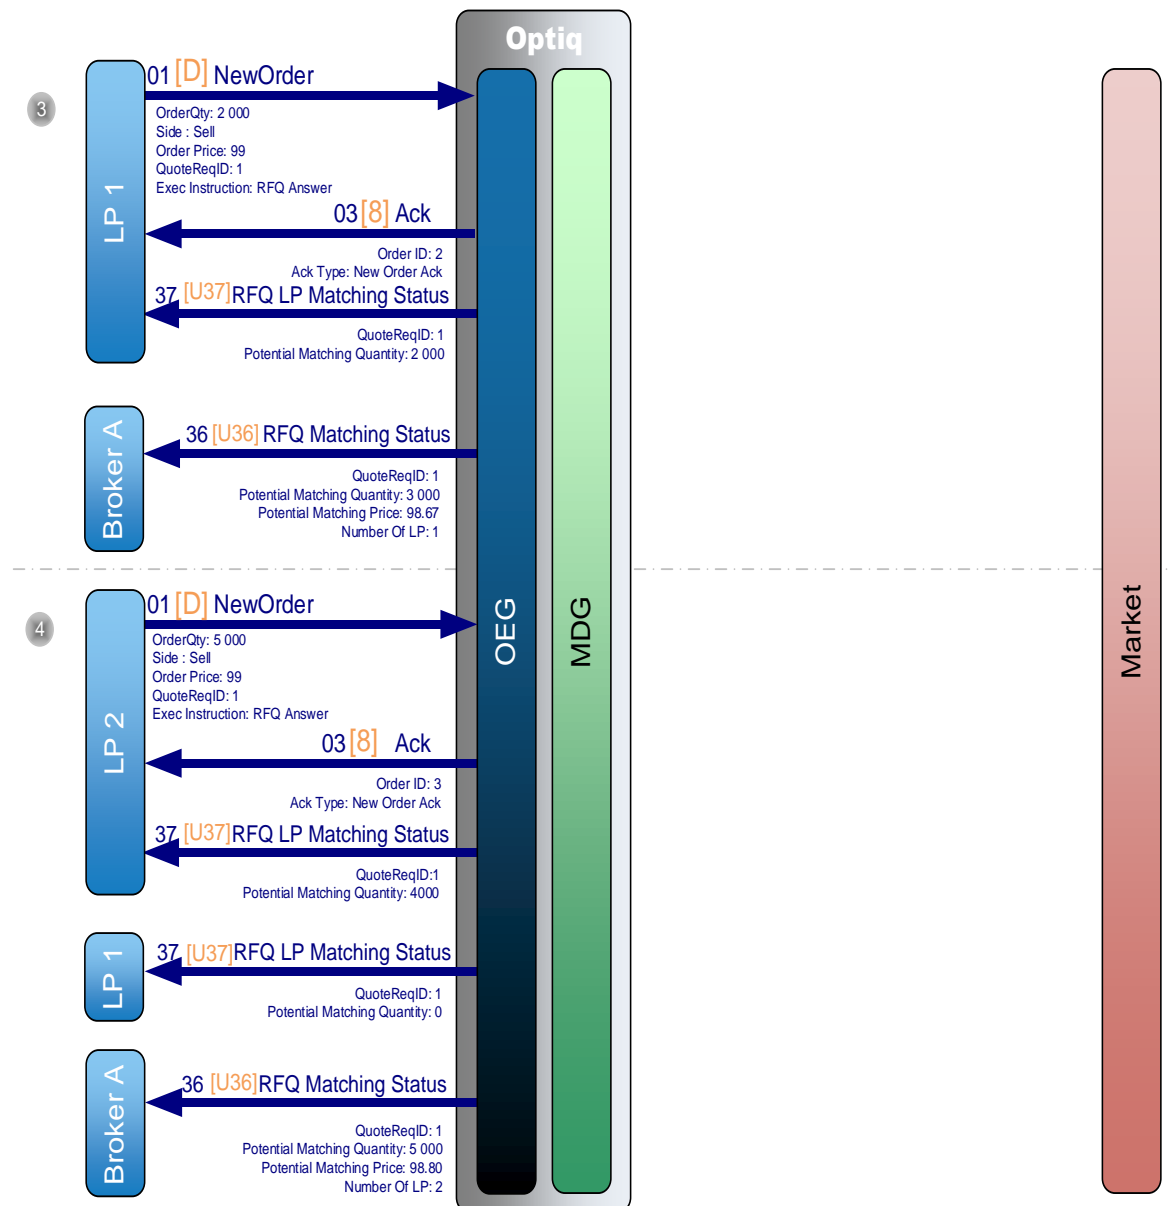 Optiq
3
LP 1
01 [D] NewOrder
OrderQty: 2 000
Side : Sell
Order Price: 99
QuoteReqID: 1
Exec Instruction: RFQ Answer
03 [8] Ack
Order ID: 2
Ack Type: New Order Ack
37 [U37] RFQ LP Matching Status
QuoteReqID: 1
Potential Matching Quantity: 2 000
Broker A
36 [U36] RFQ Matching Status
QuoteReqID: 1
Potential Matching Quantity: 3 000
Potential Matching Price: 98.67
Number Of LP: 1
OEG
MDG
Market
4
LP 2
01 [D] NewOrder
OrderQty: 5 000
Side : Sell
Order Price: 99
QuoteReqID: 1
Exec Instruction: RFQ Answer
03 [8] Ack
Order ID: 3
Ack Type: New Order Ack
37 [U37] RFQ LP Matching Status
QuoteReqID:1
Potential Matching Quantity: 4000
LP 1
37 [U37] RFQ LP Matching Status
QuoteReqID: 1
Potential Matching Quantity: 0
Broker A
36 [U36] RFQ Matching Status
QuoteReqID: 1
Potential Matching Quantity: 5 000
Potential Matching Price: 98.80
Number Of LP: 2